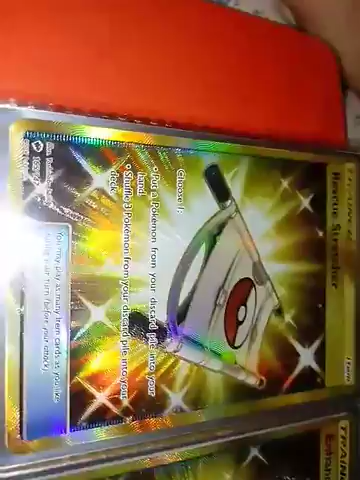 TRAINER
Item
Rescue Stretcher
Choose 1:
• Put a Pokémon from your discard pile into your
hand.
• Shuffle 3 Pokémon from your discard pile into your
deck.
You may play as many Item cards as you like
during your turn (before your attack).
TRAIN
Enhan